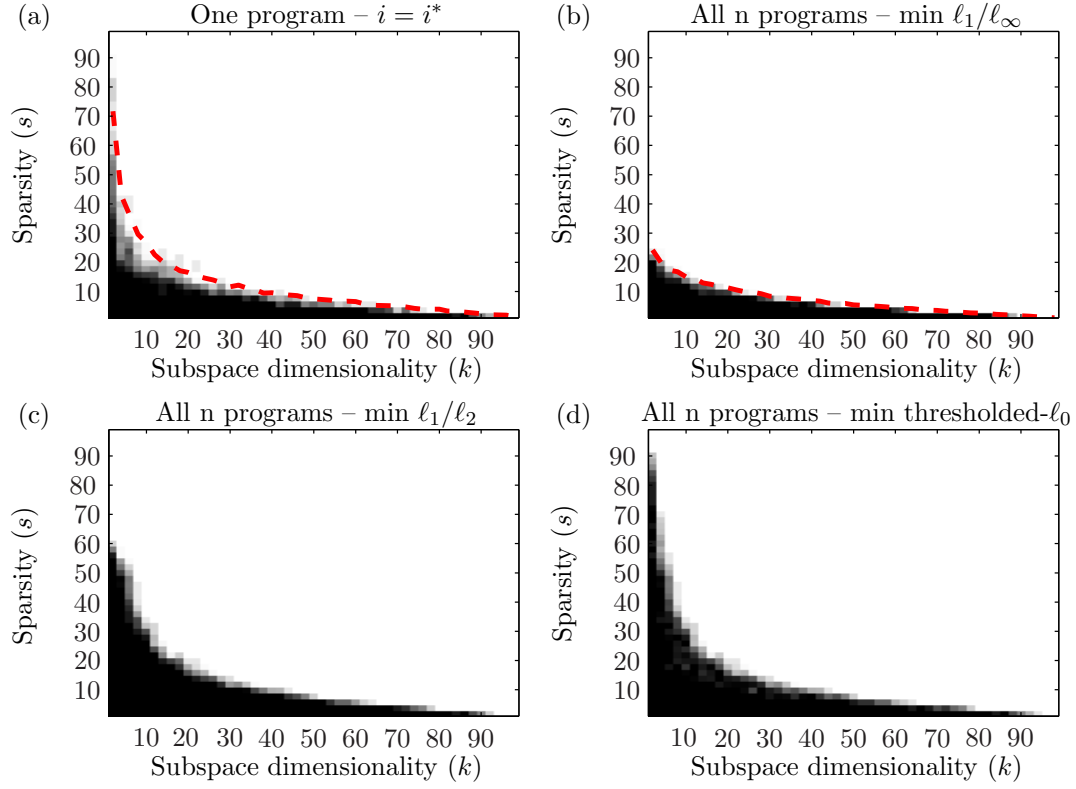 (a)
One program – i = i*
90
80
70
60
50
40
30
20
10
Sparsity (s)
10 20 30 40 50 60 70 80 90
Subspace dimensionality (k)
(b)
All n programs – min ℓ₁/ℓ∞
90
80
70
60
50
40
30
20
10
Sparsity (s)
10 20 30 40 50 60 70 80 90
Subspace dimensionality (k)
(c)
All n programs – min ℓ₁/ℓ₂
90
80
70
60
50
40
30
20
10
Sparsity (s)
10 20 30 40 50 60 70 80 90
Subspace dimensionality (k)
(d)
All n programs – min thresholded-ℓ₀
90
80
70
60
50
40
30
20
10
Sparsity (s)
10 20 30 40 50 60 70 80 90
Subspace dimensionality (k)